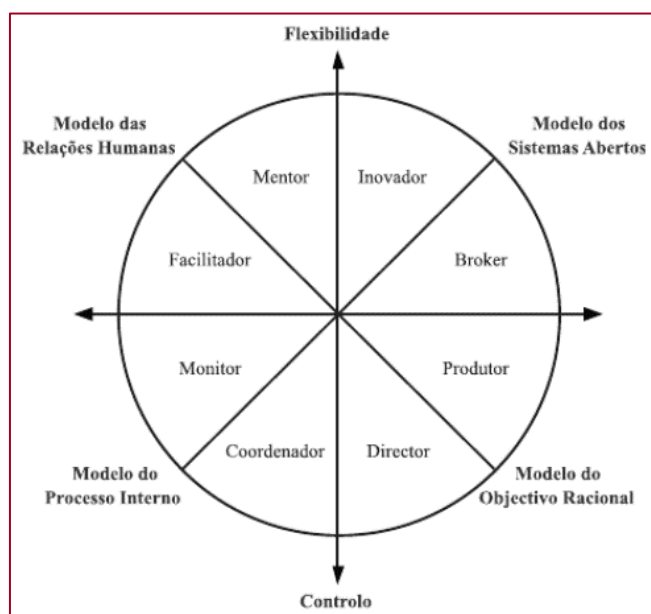 Flexibilidade
Modelo das
Relações Humanas
Modelo dos
Sistemas Abertos
Mentor
Inovador
Facilitador
Broker
Monitor
Produtor
Coordenador
Director
Modelo do
Processo Interno
Modelo do
Objectivo Racional
Controlo